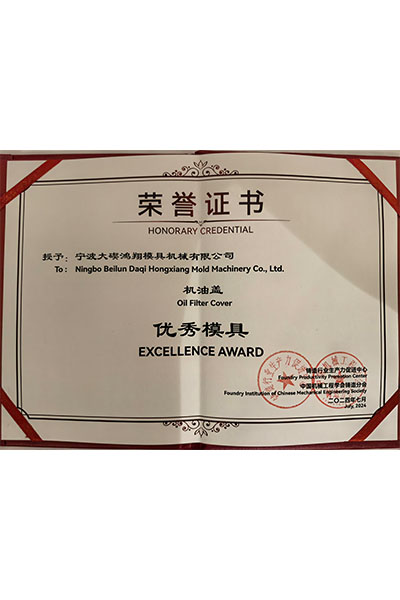 荣誉证书
HONORARY CREDENTIAL
授予：宁波大碶鸿翔模具机械有限公司
To： Ningbo Beilun Daqi Hongxiang Mold Machinery Co., Ltd.
机油盖
Oil Filter Cover
优秀模具
EXCELLENCE AWARD
铸造行业生产力促进中心
Foundry Productivity Promotion Center
中国机械工程学会铸造分会
Foundry Institution of Chinese Mechanical Engineering Society
二〇二四年七月
July, 2024